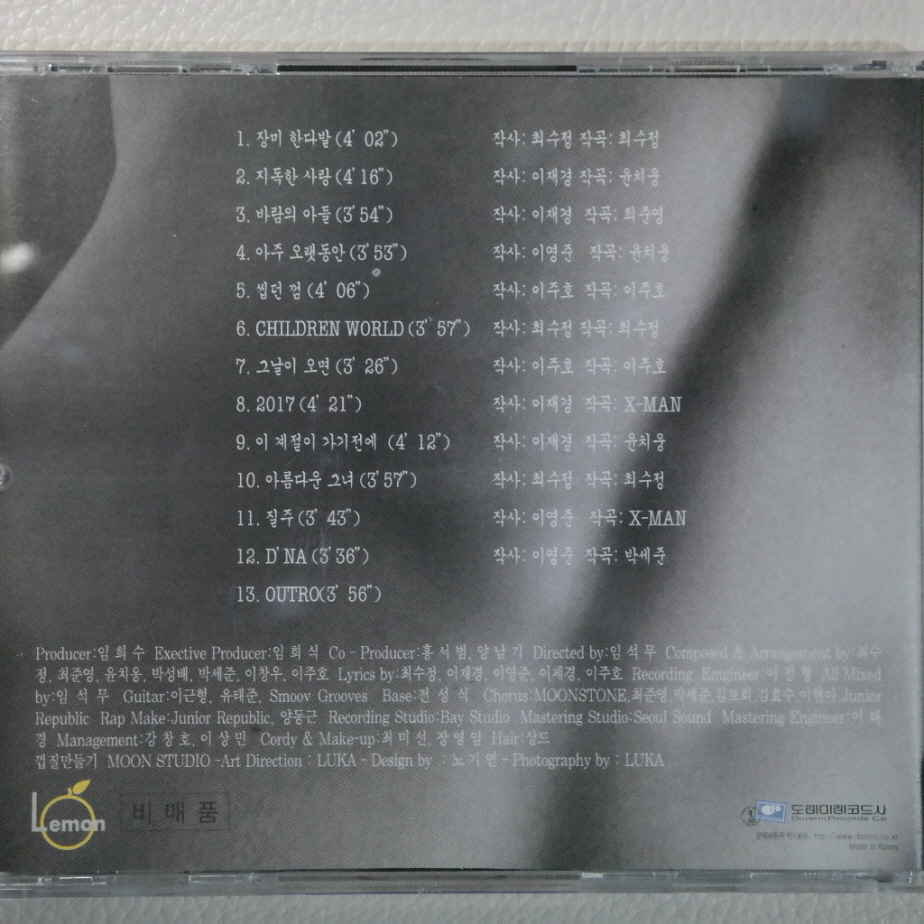 1. 장미 한다발 (4' 02") 작사: 최수정 작곡: 최수정
2. 지독한 사랑 (4' 16") 작사: 이재경 작곡: 윤치웅
3. 바람의 아들 (3' 54") 작사: 이재경 작곡: 최준영
4. 아주 오랫동안 (3' 53") 작사: 이영준 작곡: 윤치웅
5. 씹던 껌 (4' 06") 작사: 이주호 작곡: 이주호
6. CHILDREN WORLD (3' 57") 작사: 최수정 작곡: 최수정
7. 그날이 오면 (3' 26") 작사: 이주호 작곡: 이주호
8. 2017 (4' 21") 작사: 이재경 작곡: X-MAN
9. 이 계절이 가기전에 (4' 12") 작사: 이재경 작곡: 윤치웅
10. 아름다운 그녀 (3' 57") 작사: 최수정 작곡: 최수정
11. 질주 (3' 43") 작사: 이영준 작곡: X-MAN
12. D' NA (3' 36") 작사: 이영준 작곡: 박세준
13. OUTRO(3' 56")
Producer:임희수 Exective Producer:임희식 Co - Producer:홍서범, 양남기 Directed by:임석무 Composed & Arrangement by:최수
정, 최준영, 윤치웅, 박성배, 박세준, 이창우, 이주호 Lyrics by:최수정, 이재경, 이영준, 이제경, 이주호 Recording Emgineer:이정형 All Mixed
by:임석무 Guitar:이근형, 유태준, Smoov Grooves Base:전성식 Chorus:MOONSTONE,최준영,박세준,김보희,김효수,이현아,Junior
Republic Rap Make:Junior Republic, 양동근 Recording Studio:Bay Studio Mastering Studio:Seoul Sound Mastering Engineer:이태
경 Management:강창호, 이상민 Cordy & Make-up:최미선, 장영임 Hair:상드
껍질만들기 MOON STUDIO -Art Direction : LUKA - Design by : 노기연 - Photography by : LUKA
Lemon 비매품
도레미레코드사
Doremi Records Co
http://www.doremi.co.kr
Made in Korea